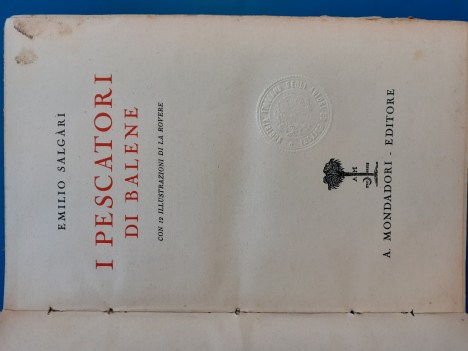 EMILIO SALGÀRI
I PESCATORI
DI BALENE
CON 12 ILLUSTRAZIONI DI LA ROVERE
A M
A. MONDADORI - EDITORE